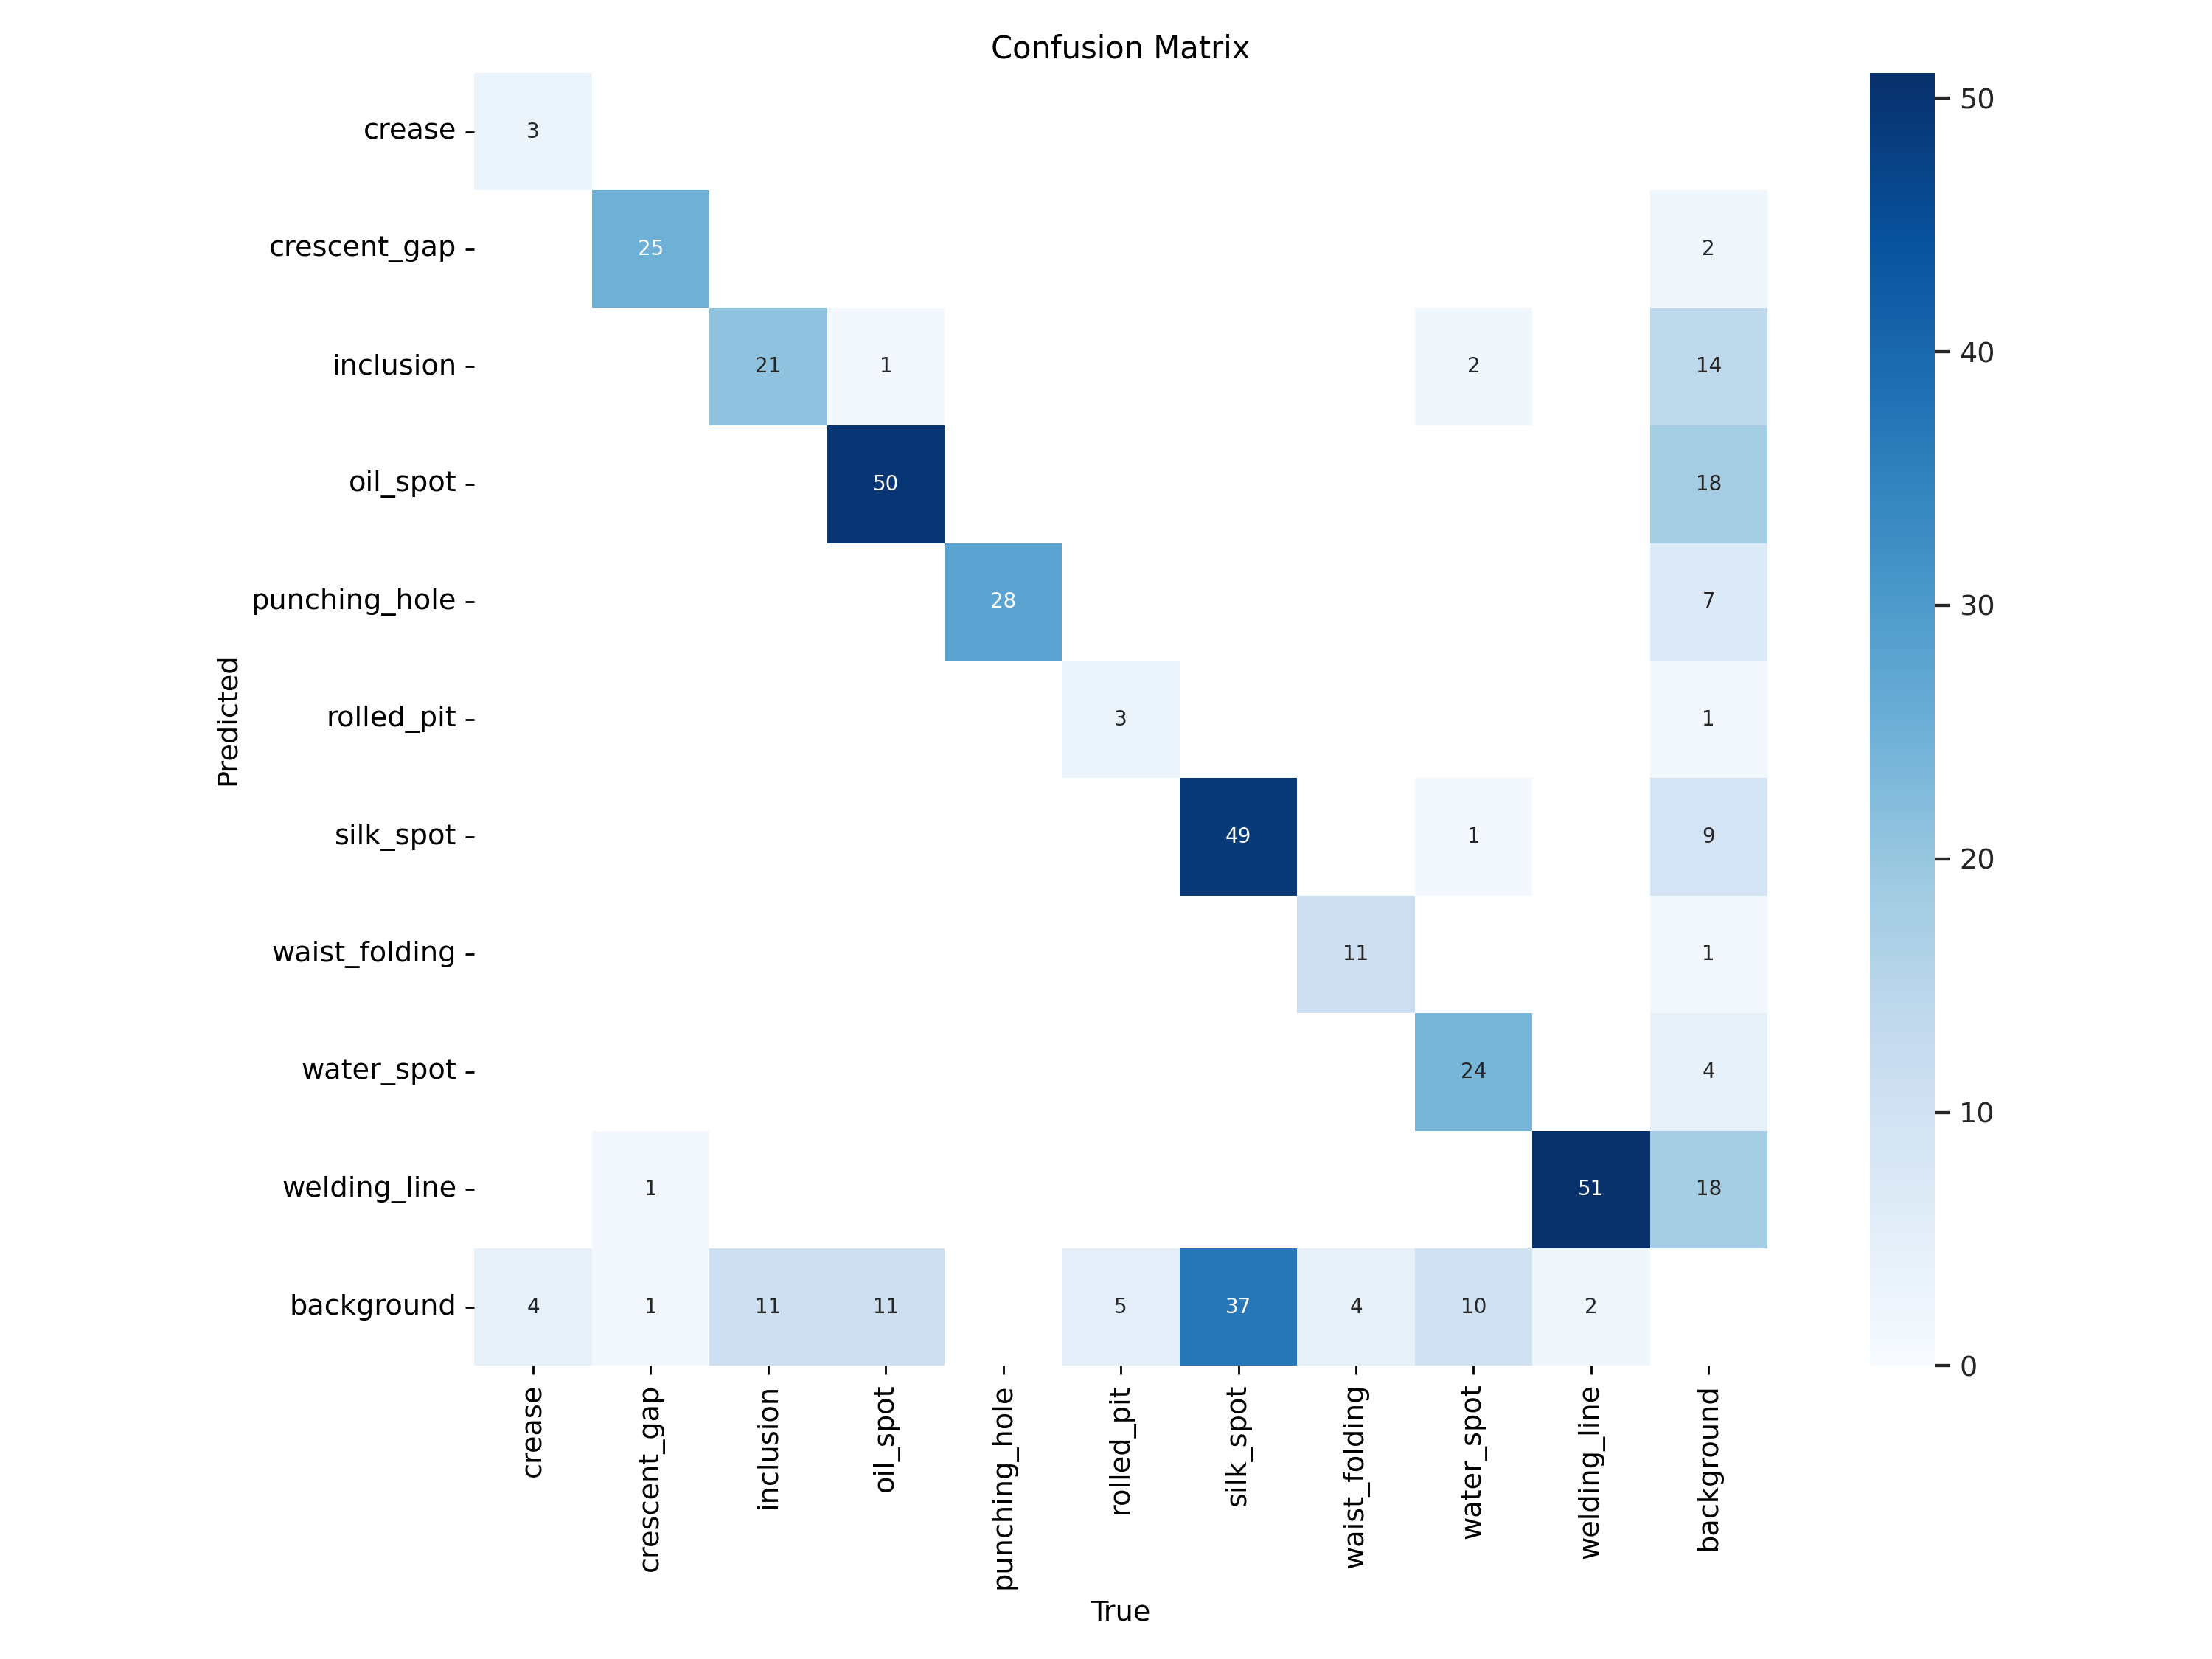 Confusion Matrix
crease
3
crescent_gap
25
2
inclusion
21
1
2
14
oil_spot
50
18
punching_hole
28
7
rolled_pit
3
1
silk_spot
49
1
9
waist_folding
11
1
water_spot
24
4
welding_line
1
51
18
background
4
1
11
11
5
37
4
10
2
Predicted
crease
crescent_gap
inclusion
oil_spot
punching_hole
rolled_pit
silk_spot
waist_folding
water_spot
welding_line
background
True
50
40
30
20
10
0